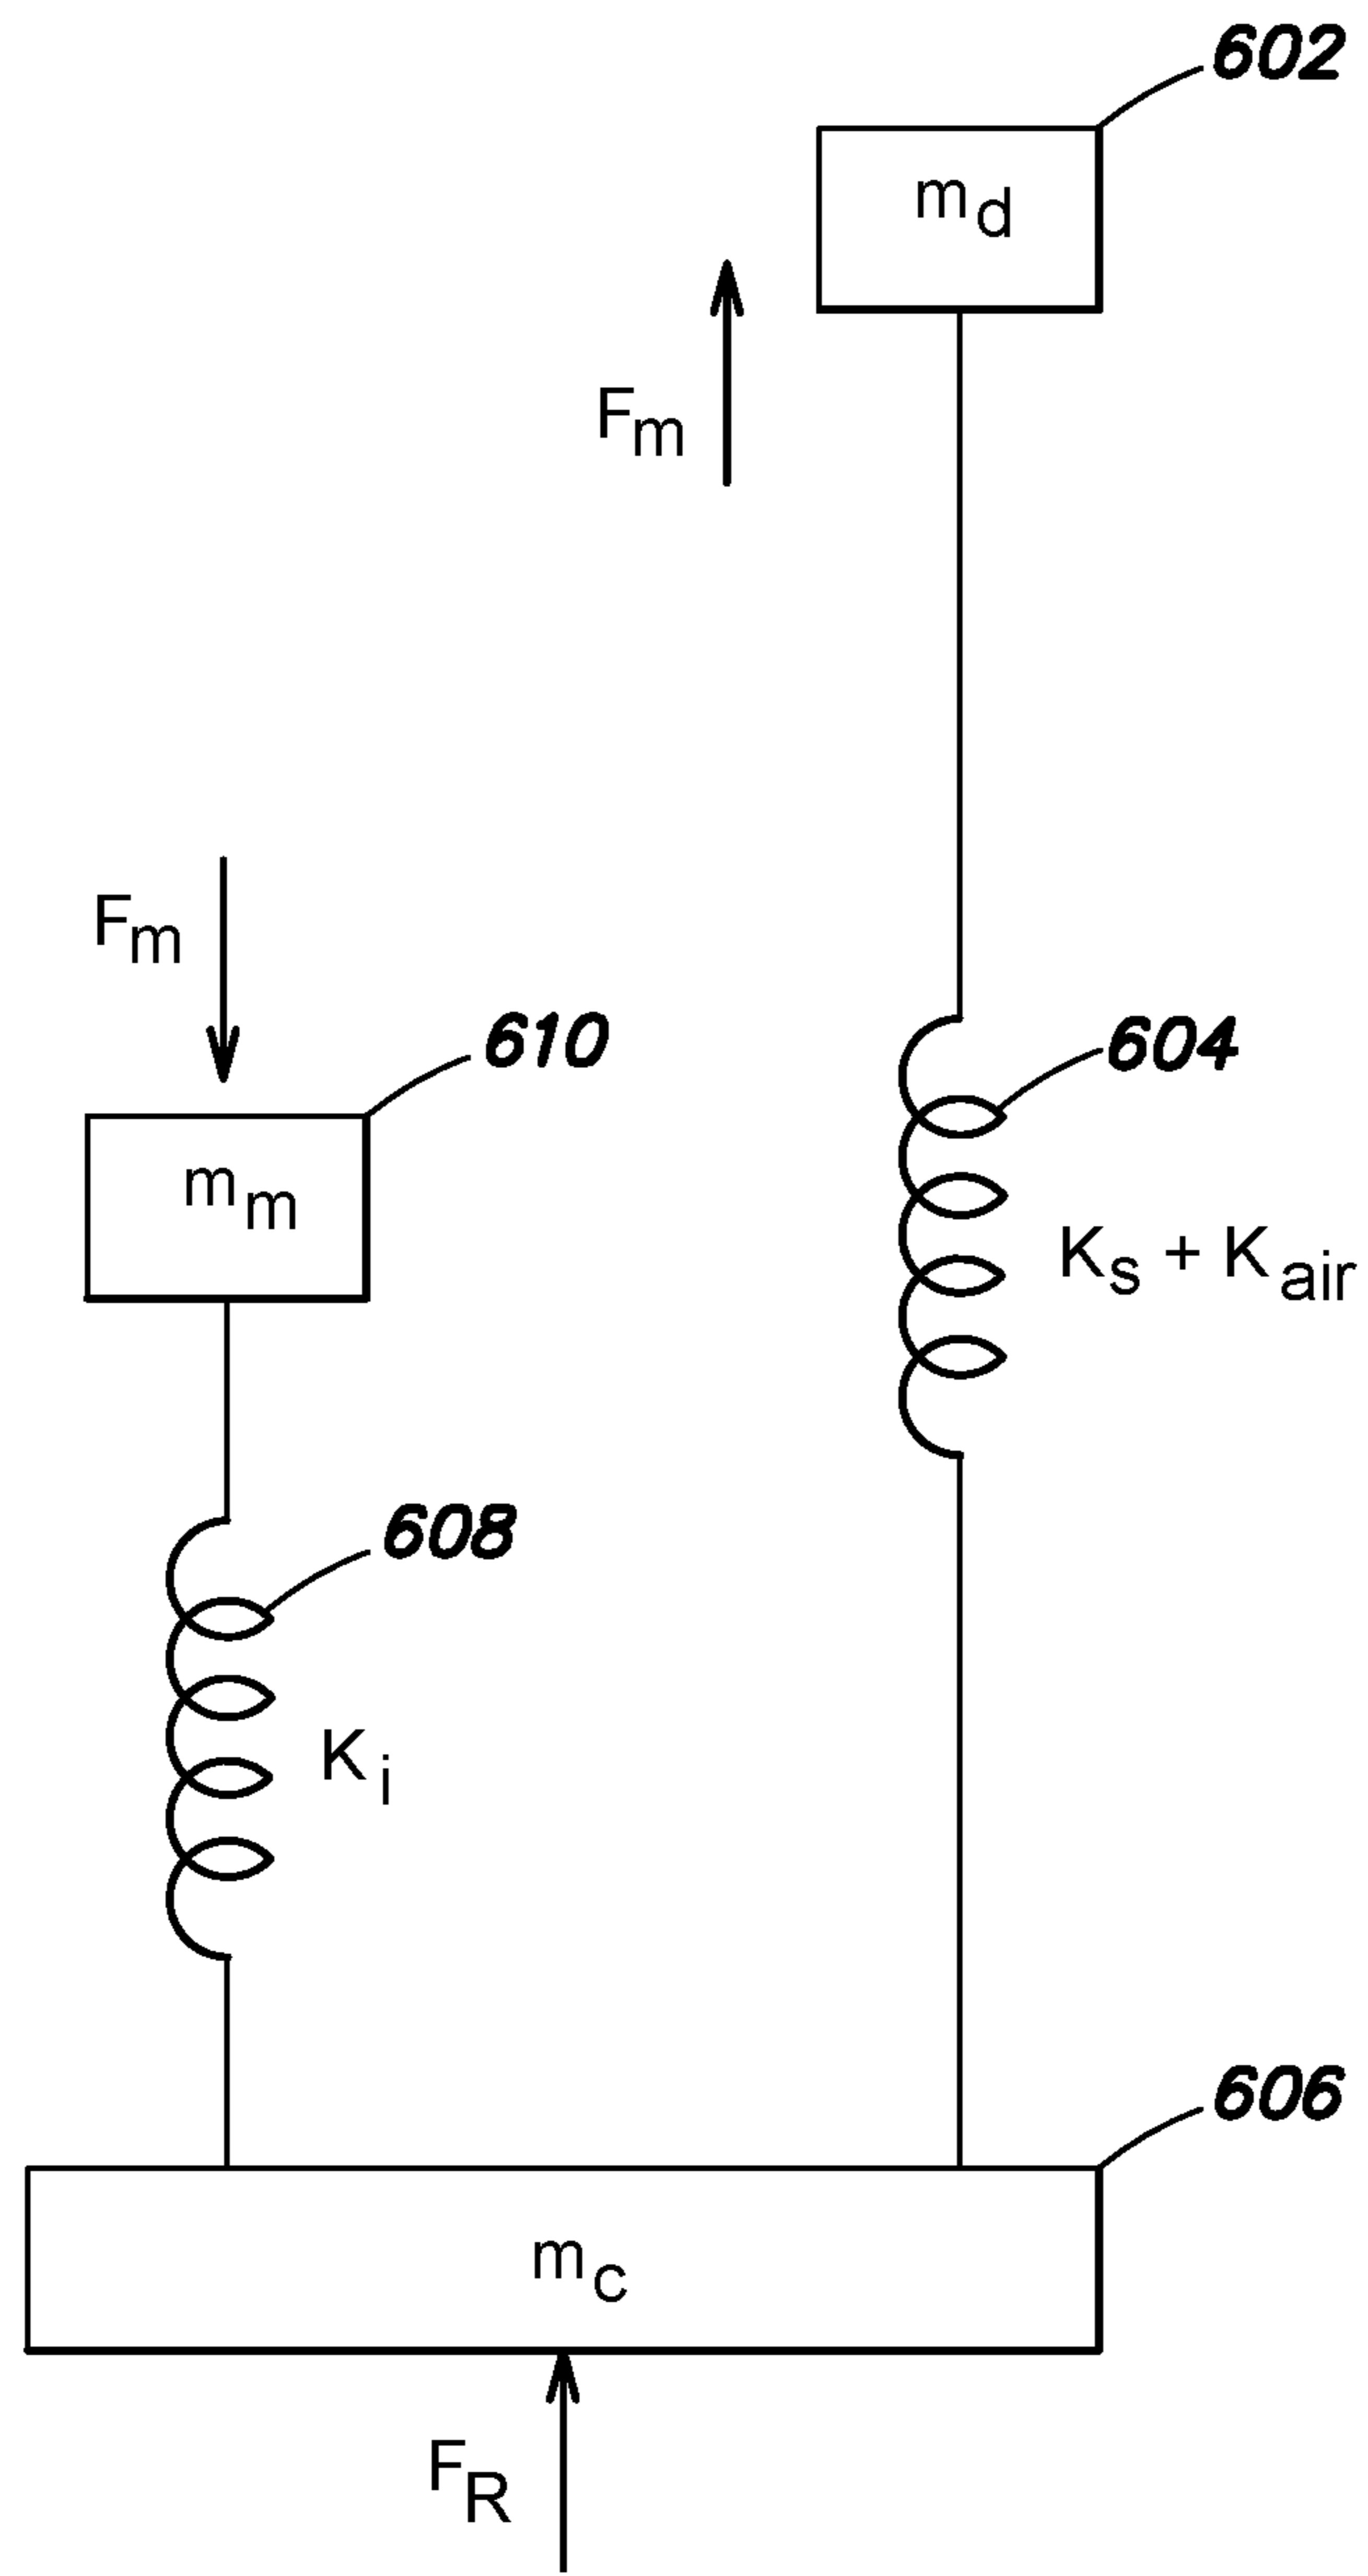 602
m_d
F_m
F_m
610
604
m_m
K_s + K_air
608
K_i
606
m_c
F_R